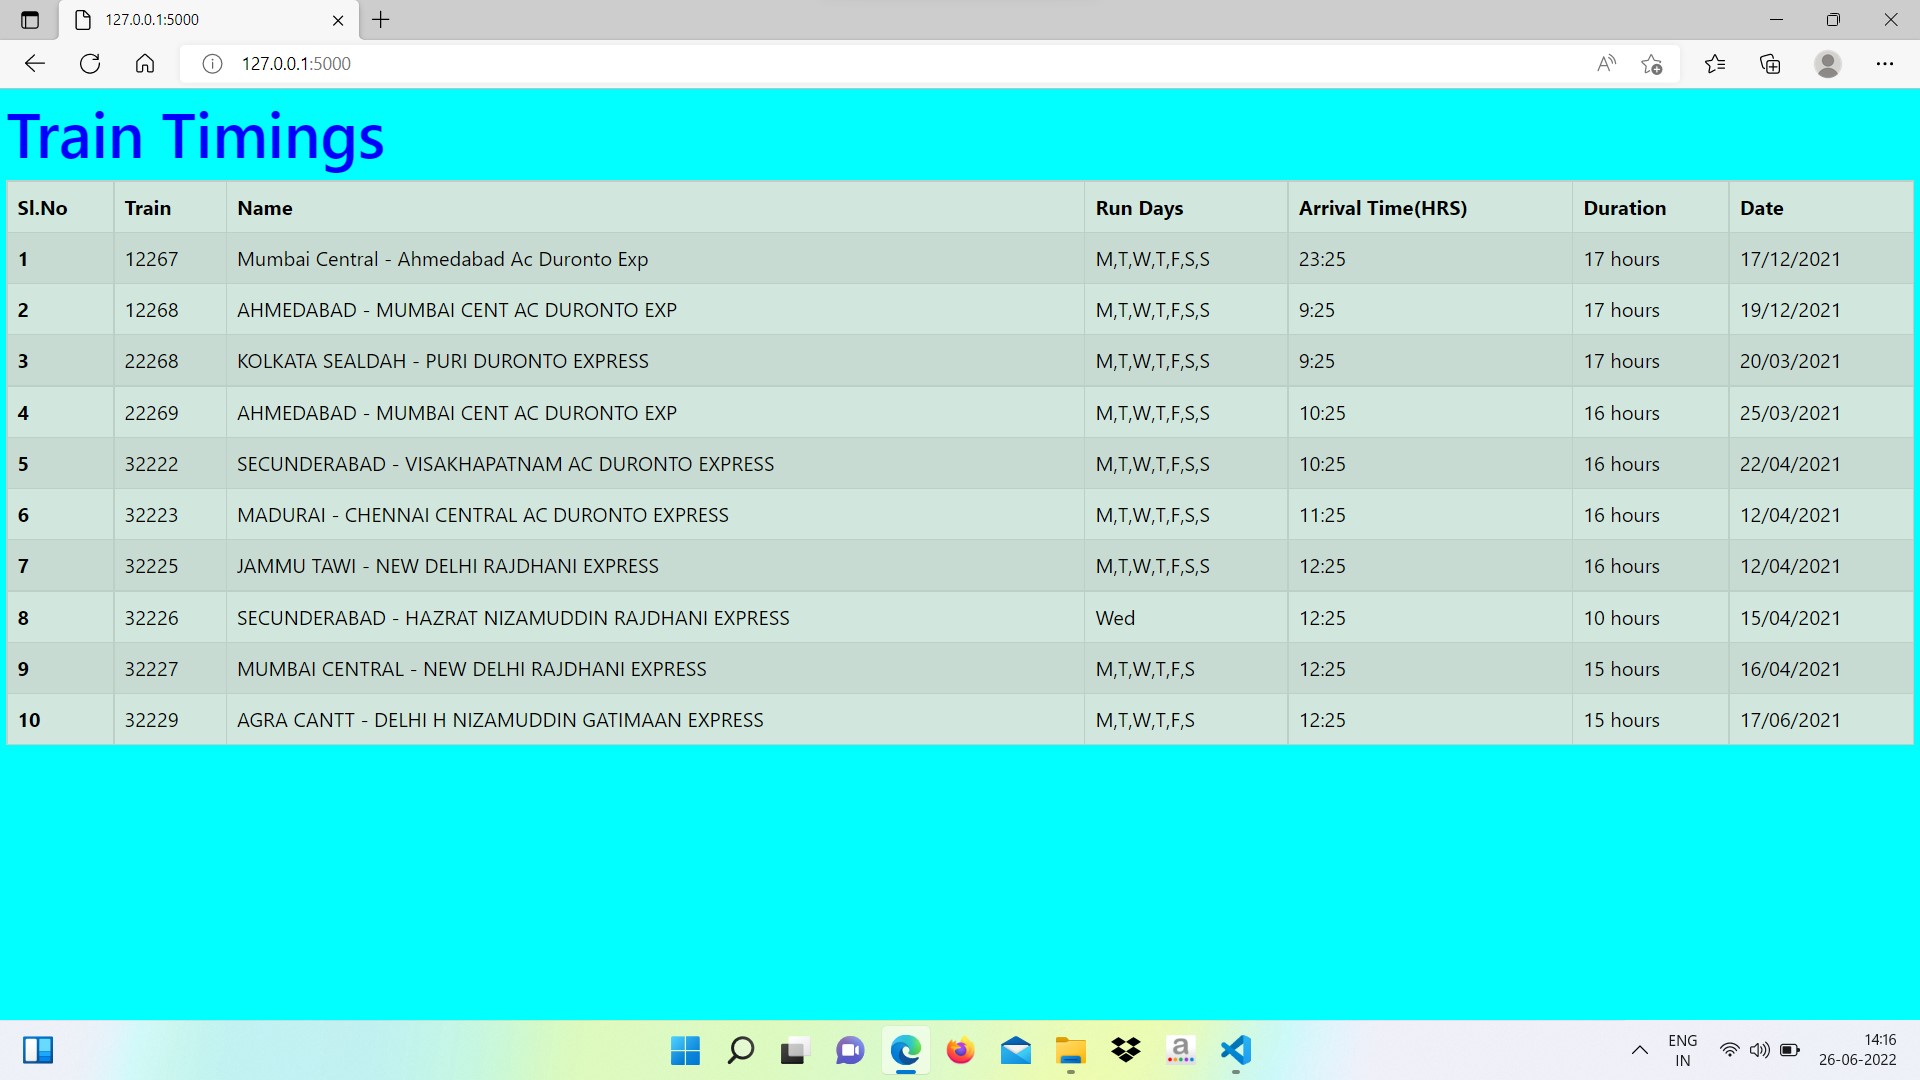 127.0.0.1:5000
127.0.0.1:5000
Train Timings
Sl.No Train Name Run Days Arrival Time(HRS) Duration Date
1 12267 Mumbai Central - Ahmedabad Ac Duronto Exp M,T,W,T,F,S,S 23:25 17 hours 17/12/2021
2 12268 AHMEDABAD - MUMBAI CENT AC DURONTO EXP M,T,W,T,F,S,S 9:25 17 hours 19/12/2021
3 22268 KOLKATA SEALDAH - PURI DURONTO EXPRESS M,T,W,T,F,S,S 9:25 17 hours 20/03/2021
4 22269 AHMEDABAD - MUMBAI CENT AC DURONTO EXP M,T,W,T,F,S,S 10:25 16 hours 25/03/2021
5 32222 SECUNDERABAD - VISAKHAPATNAM AC DURONTO EXPRESS M,T,W,T,F,S,S 10:25 16 hours 22/04/2021
6 32223 MADURAI - CHENNAI CENTRAL AC DURONTO EXPRESS M,T,W,T,F,S,S 11:25 16 hours 12/04/2021
7 32225 JAMMU TAWI - NEW DELHI RAJDHANI EXPRESS M,T,W,T,F,S,S 12:25 16 hours 12/04/2021
8 32226 SECUNDERABAD - HAZRAT NIZAMUDDIN RAJDHANI EXPRESS Wed 12:25 10 hours 15/04/2021
9 32227 MUMBAI CENTRAL - NEW DELHI RAJDHANI EXPRESS M,T,W,T,F,S 12:25 15 hours 16/04/2021
10 32229 AGRA CANTT - DELHI H NIZAMUDDIN GATIMAAN EXPRESS M,T,W,T,F,S 12:25 15 hours 17/06/2021
a
ENG 14:16
IN 26-06-2022